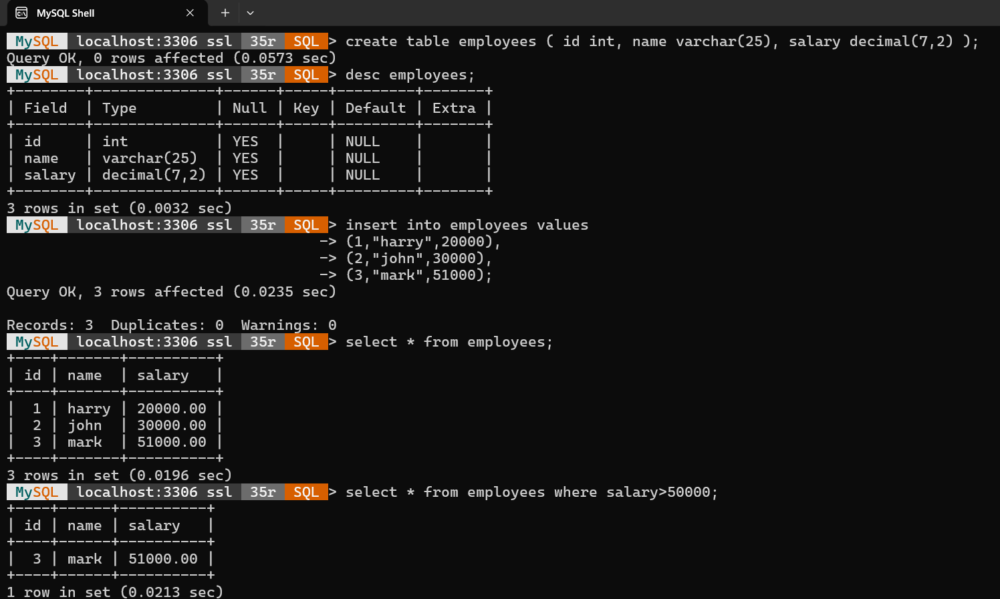 MySQL Shell
MySQL localhost:3306 ssl 35r SQL > create table employees ( id int, name varchar(25), salary decimal(7,2) );
Query OK, 0 rows affected (0.0573 sec)
MySQL localhost:3306 ssl 35r SQL > desc employees;
+--------+--------------+------+-----+---------+-------+
| Field  | Type         | Null | Key | Default | Extra |
+--------+--------------+------+-----+---------+-------+
| id     | int          | YES  |     | NULL    |       |
| name   | varchar(25)  | YES  |     | NULL    |       |
| salary | decimal(7,2) | YES  |     | NULL    |       |
+--------+--------------+------+-----+---------+-------+
3 rows in set (0.0032 sec)
MySQL localhost:3306 ssl 35r SQL > insert into employees values
-> (1,"harry",20000),
-> (2,"john",30000),
-> (3,"mark",51000);
Query OK, 3 rows affected (0.0235 sec)
Records: 3  Duplicates: 0  Warnings: 0
MySQL localhost:3306 ssl 35r SQL > select * from employees;
+----+-------+----------+
| id | name  | salary   |
+----+-------+----------+
|  1 | harry | 20000.00 |
|  2 | john  | 30000.00 |
|  3 | mark  | 51000.00 |
+----+-------+----------+
3 rows in set (0.0196 sec)
MySQL localhost:3306 ssl 35r SQL > select * from employees where salary>50000;
+----+------+----------+
| id | name | salary   |
+----+------+----------+
|  3 | mark | 51000.00 |
+----+------+----------+
1 row in set (0.0213 sec)